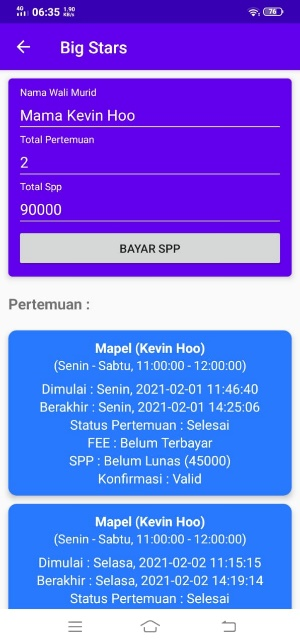 4G 06:35 1.90 KB/s 76
Big Stars
Nama Wali Murid
Mama Kevin Hoo
Total Pertemuan
2
Total Spp
90000
BAYAR SPP
Pertemuan :
Mapel (Kevin Hoo)
(Senin - Sabtu, 11:00:00 - 12:00:00)
Dimulai : Senin, 2021-02-01 11:46:40
Berakhir : Senin, 2021-02-01 14:25:06
Status Pertemuan : Selesai
FEE : Belum Terbayar
SPP : Belum Lunas (45000)
Konfirmasi : Valid
Mapel (Kevin Hoo)
(Senin - Sabtu, 11:00:00 - 12:00:00)
Dimulai : Selasa, 2021-02-02 11:15:15
Berakhir : Selasa, 2021-02-02 14:19:14
Status Pertemuan : Selesai